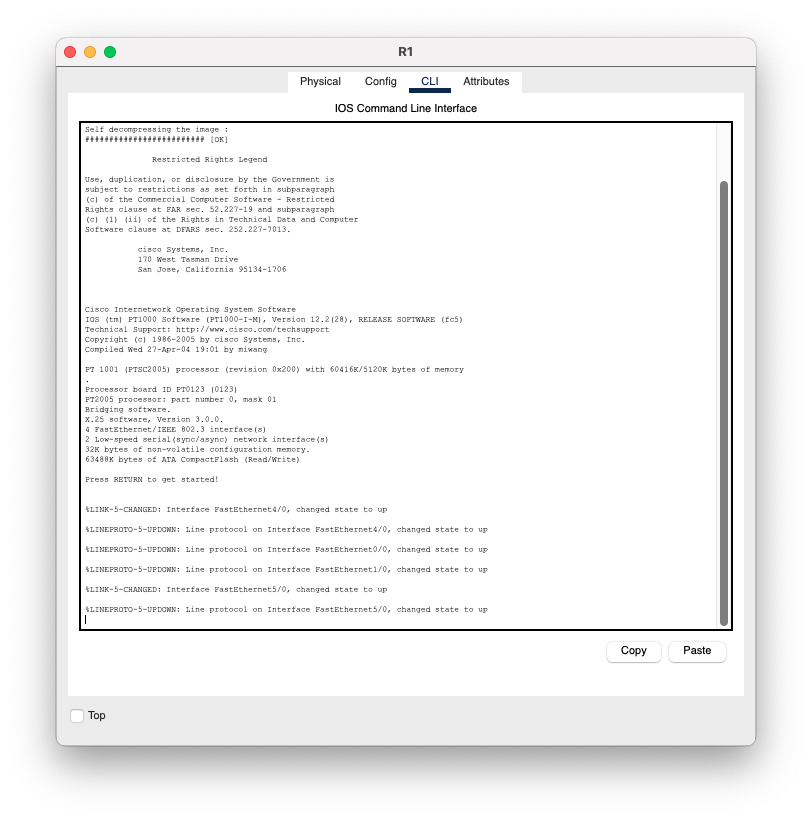 R1
Physical Config CLI Attributes
IOS Command Line Interface
Self decompressing the image :
######################### [OK]
Restricted Rights Legend
Use, duplication, or disclosure by the Government is
subject to restrictions as set forth in subparagraph
(c) of the Commercial Computer Software - Restricted
Rights clause at FAR sec. 52.227-19 and subparagraph
(c) (1) (ii) of the Rights in Technical Data and Computer
Software clause at DFARS sec. 252.227-7013.
cisco Systems, Inc.
170 West Tasman Drive
San Jose, California 95134-1706
Cisco Internetwork Operating System Software
IOS (tm) PT1000 Software (PT1000-I-M), Version 12.2(28), RELEASE SOFTWARE (fc5)
Technical Support: http://www.cisco.com/techsupport
Copyright (c) 1986-2005 by cisco Systems, Inc.
Compiled Wed 27-Apr-04 19:01 by miwang
PT 1001 (PTSC2005) processor (revision 0x200) with 60416K/5120K bytes of memory
.
Processor board ID PT0123 (0123)
PT2005 processor: part number 0, mask 01
Bridging software.
X.25 software, Version 3.0.0.
4 FastEthernet/IEEE 802.3 interface(s)
2 Low-speed serial(sync/async) network interface(s)
32K bytes of non-volatile configuration memory.
63488K bytes of ATA CompactFlash (Read/Write)
Press RETURN to get started!
%LINK-5-CHANGED: Interface FastEthernet4/0, changed state to up
%LINEPROTO-5-UPDOWN: Line protocol on Interface FastEthernet4/0, changed state to up
%LINEPROTO-5-UPDOWN: Line protocol on Interface FastEthernet0/0, changed state to up
%LINEPROTO-5-UPDOWN: Line protocol on Interface FastEthernet1/0, changed state to up
%LINK-5-CHANGED: Interface FastEthernet5/0, changed state to up
%LINEPROTO-5-UPDOWN: Line protocol on Interface FastEthernet5/0, changed state to up
Copy Paste
Top